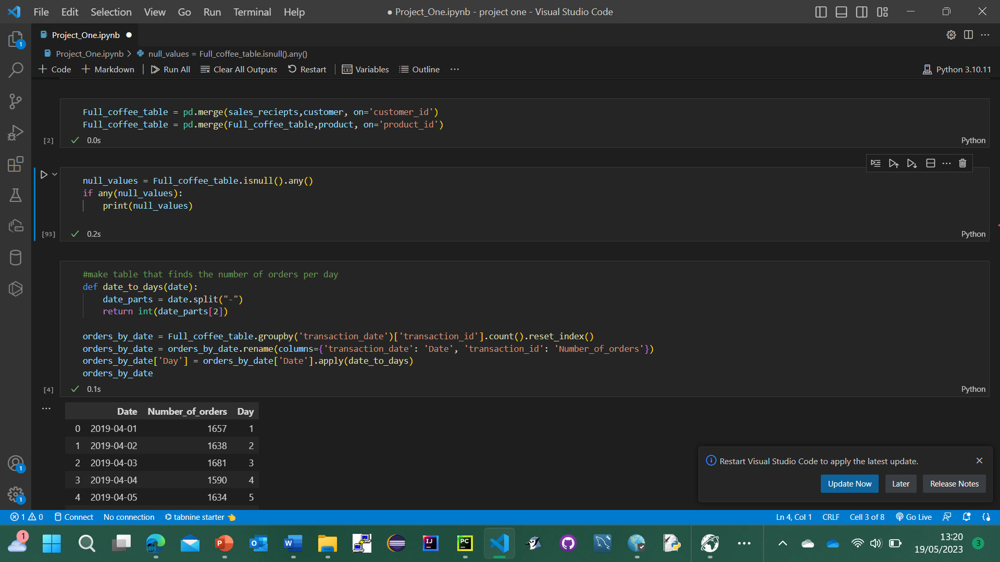 File Edit Selection View Go Run Terminal Help
● Project_One.ipynb - project one - Visual Studio Code
Project_One.ipynb ●
Project_One.ipynb > null_values = Full_coffee_table.isnull().any()
+ Code + Markdown | Run All Clear All Outputs Restart | Variables Outline ...
Python 3.10.11
Full_coffee_table = pd.merge(sales_reciepts,customer, on='customer_id')
Full_coffee_table = pd.merge(Full_coffee_table,product, on='product_id')
[2] ✓ 0.0s Python
null_values = Full_coffee_table.isnull().any()
if any(null_values):
    print(null_values)
[93] ✓ 0.2s Python
#make table that finds the number of orders per day
def date_to_days(date):
    date_parts = date.split("-")
    return int(date_parts[2])
orders_by_date = Full_coffee_table.groupby('transaction_date')['transaction_id'].count().reset_index()
orders_by_date = orders_by_date.rename(columns={'transaction_date': 'Date', 'transaction_id': 'Number_of_orders'})
orders_by_date['Day'] = orders_by_date['Date'].apply(date_to_days)
orders_by_date
[4] ✓ 0.1s Python
Date Number_of_orders Day
0 2019-04-01 1657 1
1 2019-04-02 1638 2
2 2019-04-03 1681 3
3 2019-04-04 1590 4
4 2019-04-05 1634 5
Restart Visual Studio Code to apply the latest update.
Update Now Later Release Notes
1 0 Connect No connection tabnine starter 👈
Ln 4, Col 1 CRLF Cell 3 of 8 Go Live
13:20
19/05/2023
3